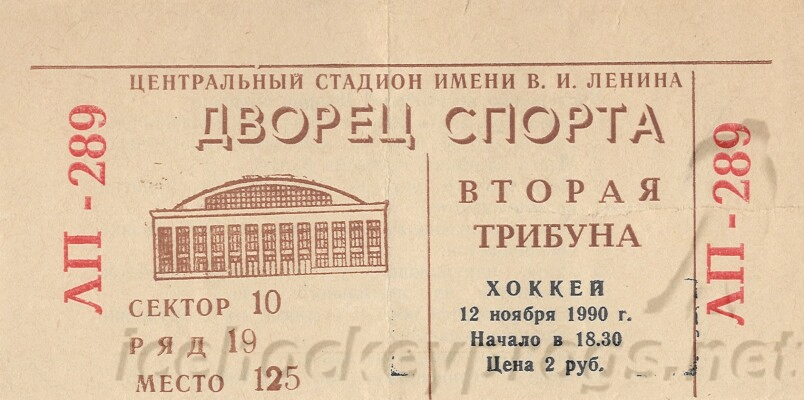 ЦЕНТРАЛЬНЫЙ СТАДИОН ИМЕНИ В. И. ЛЕНИНА
ДВОРЕЦ СПОРТА
ЛП - 289
ВТОРАЯ
ТРИБУНА
СЕКТОР 10
РЯД 19
МЕСТО 125
ХОККЕЙ
12 ноября 1990 г.
Начало в 18.30
Цена 2 руб.
ЛП - 289
icehockeyprogs.net